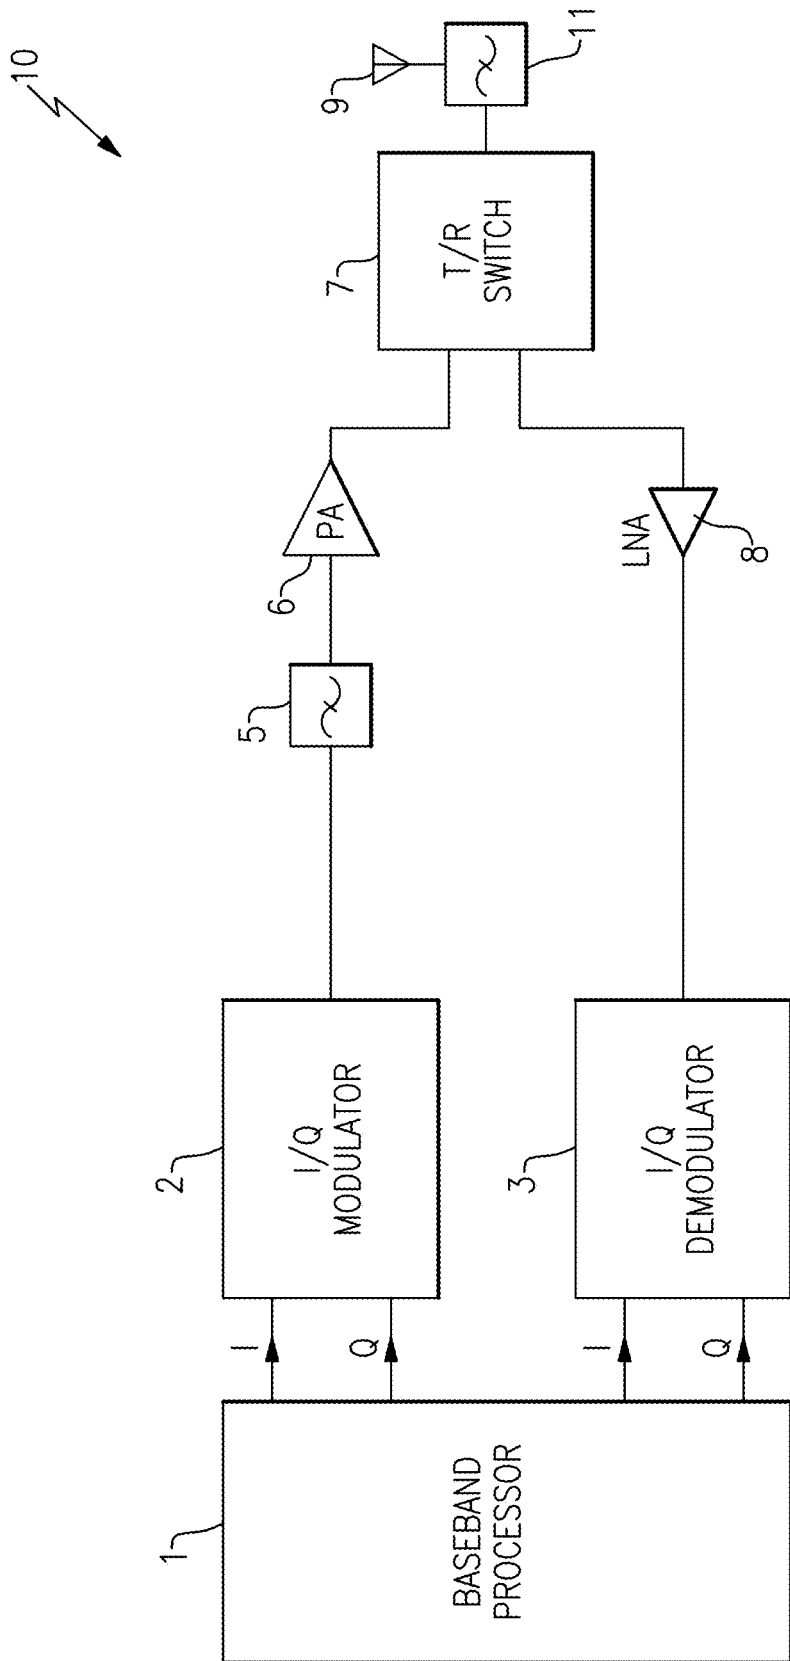 10
1
BASEBAND
PROCESSOR
I
Q
I
Q
2
I/Q
MODULATOR
3
I/Q
DEMODULATOR
5
6
PA
LNA
8
7
T/R
SWITCH
9
11